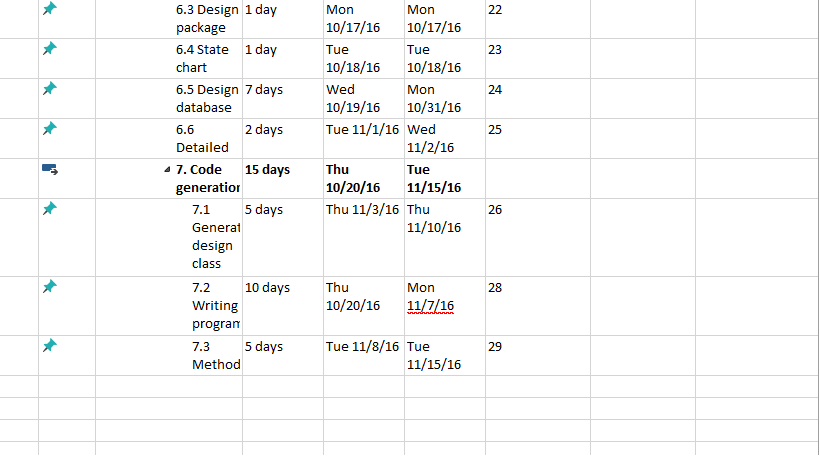 6.3 Design 1 day Mon Mon 22
package 10/17/16 10/17/16
6.4 State 1 day Tue Tue 23
chart 10/18/16 10/18/16
6.5 Design 7 days Wed Mon 24
database 10/19/16 10/31/16
6.6 2 days Tue 11/1/16 Wed 25
Detailed 11/2/16
7. Code 15 days Thu Tue
generation 10/20/16 11/15/16
7.1 5 days Thu 11/3/16 Thu 26
Generat 11/10/16
design
class
7.2 10 days Thu Mon 28
Writing 10/20/16 11/7/16
program
7.3 5 days Tue 11/8/16 Tue 29
Method 11/15/16